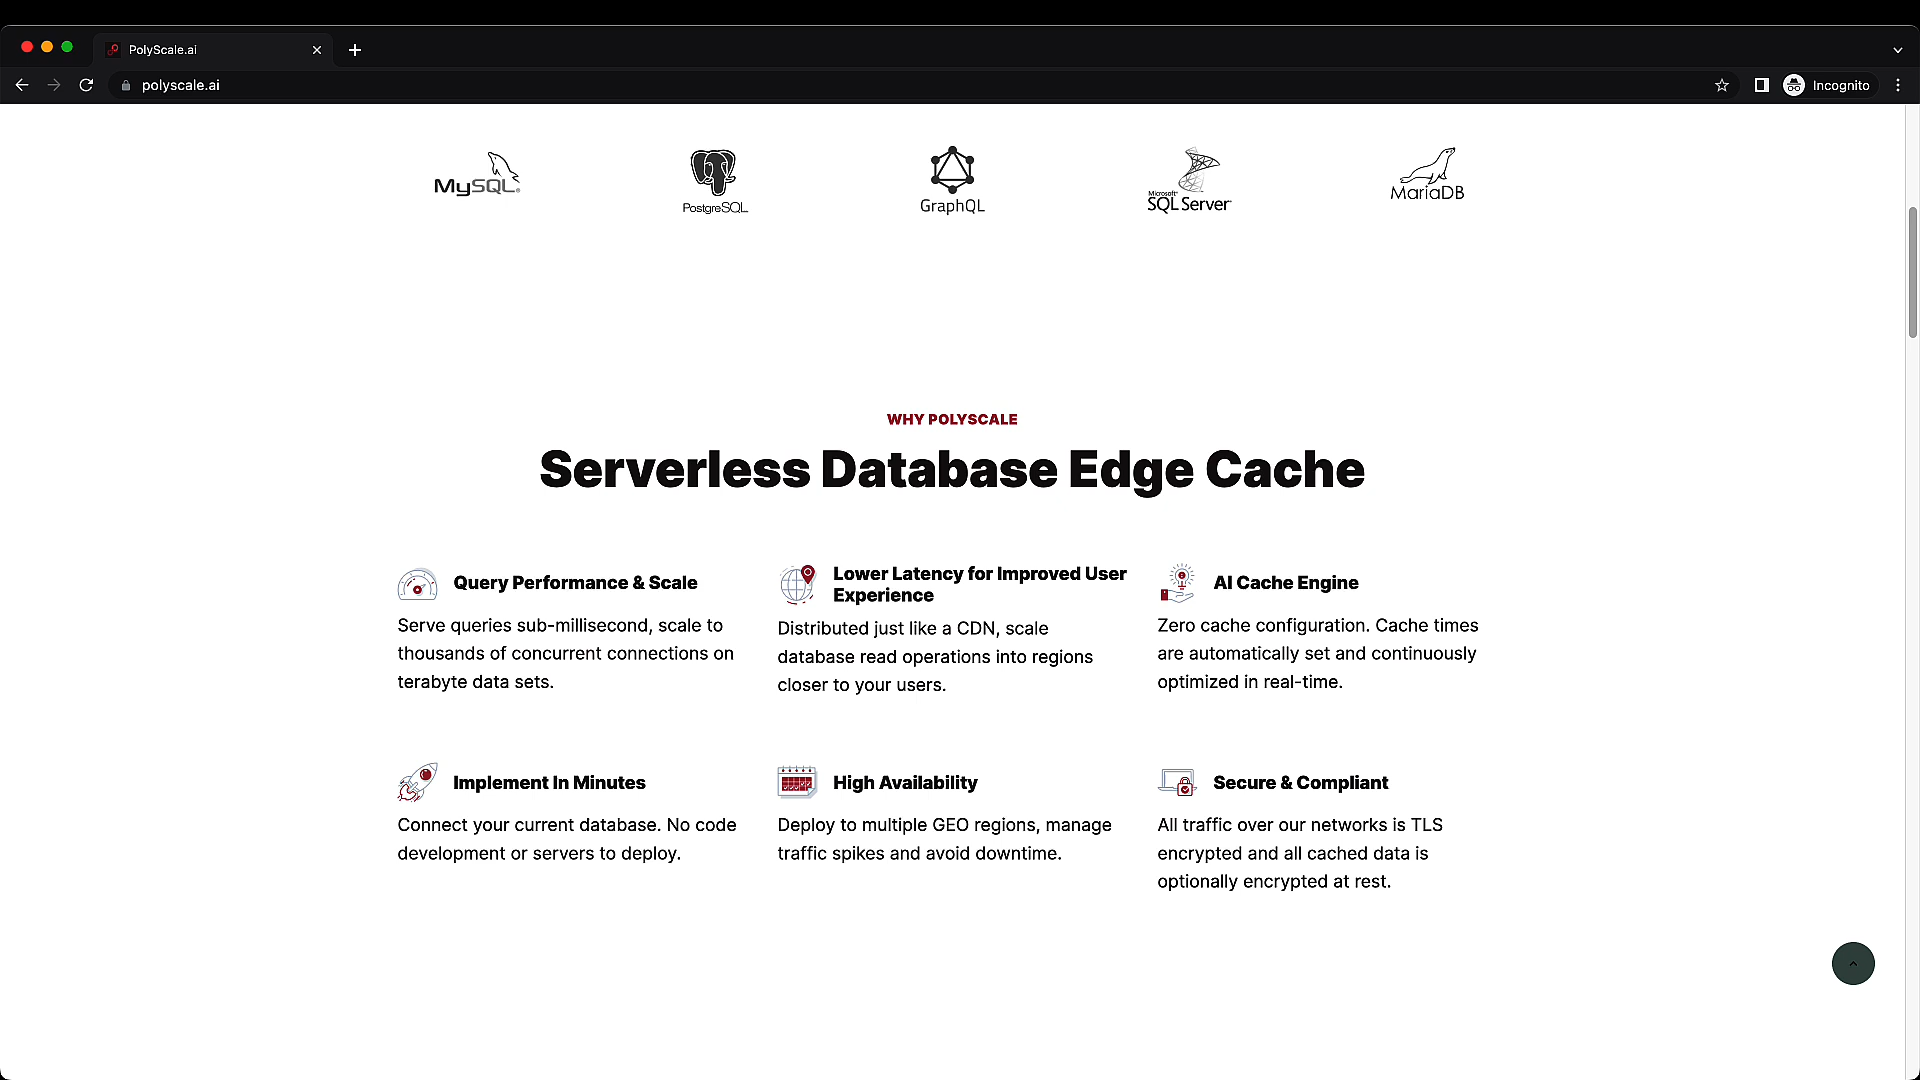 PolyScale.ai
polyscale.ai
Incognito
MySQL®
PostgreSQL
GraphQL
Microsoft®
SQL Server
MariaDB
WHY POLYSCALE
Serverless Database Edge Cache
Query Performance & Scale
Serve queries sub-millisecond, scale to
thousands of concurrent connections on
terabyte data sets.
Lower Latency for Improved User
Experience
Distributed just like a CDN, scale
database read operations into regions
closer to your users.
AI Cache Engine
Zero cache configuration. Cache times
are automatically set and continuously
optimized in real-time.
Implement In Minutes
Connect your current database. No code
development or servers to deploy.
High Availability
Deploy to multiple GEO regions, manage
traffic spikes and avoid downtime.
Secure & Compliant
All traffic over our networks is TLS
encrypted and all cached data is
optionally encrypted at rest.